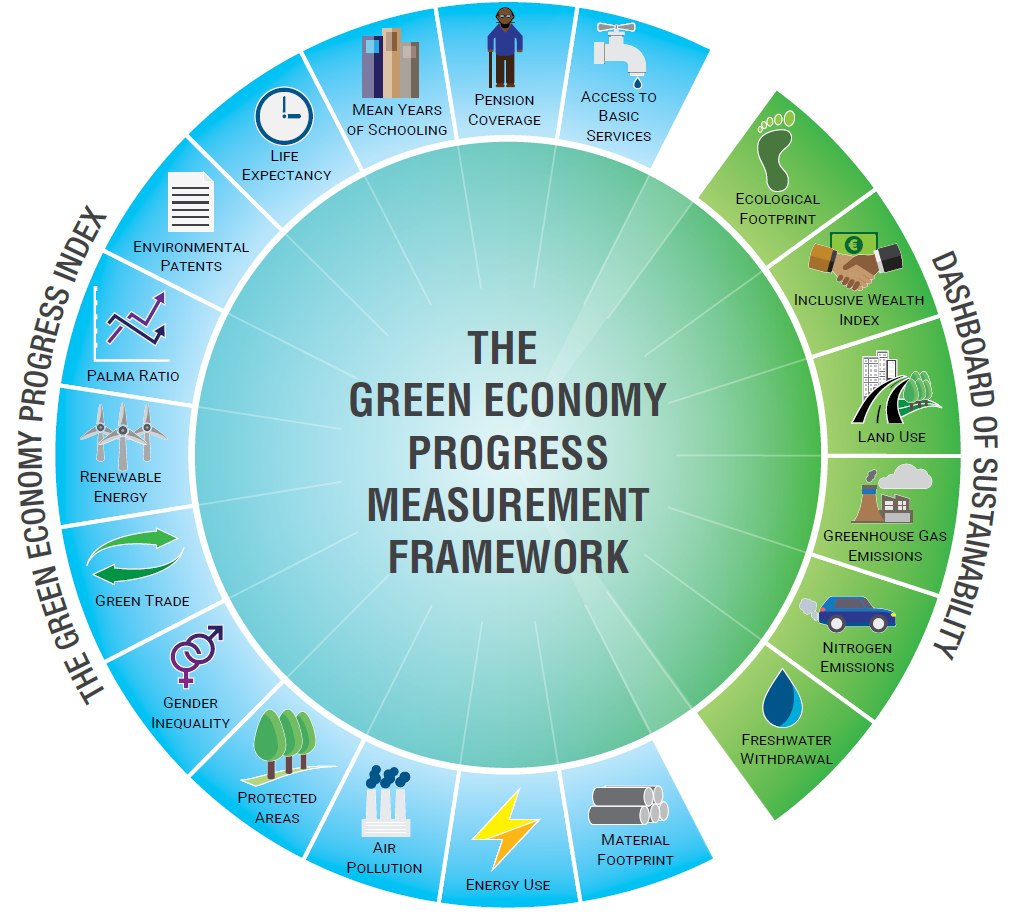 THE
GREEN ECONOMY
PROGRESS
MEASUREMENT
FRAMEWORK
THE GREEN ECONOMY PROGRESS INDEX
MATERIAL
FOOTPRINT
ENERGY USE
AIR
POLLUTION
PROTECTED
AREAS
GENDER
INEQUALITY
GREEN TRADE
RENEWABLE
ENERGY
PALMA RATIO
ENVIRONMENTAL
PATENTS
LIFE
EXPECTANCY
MEAN YEARS
OF SCHOOLING
PENSION
COVERAGE
ACCESS TO
BASIC
SERVICES
DASHBOARD OF SUSTAINABILITY
ECOLOGICAL
FOOTPRINT
€
INCLUSIVE WEALTH
INDEX
LAND USE
GREENHOUSE GAS
EMISSIONS
NITROGEN
EMISSIONS
FRESHWATER
WITHDRAWAL